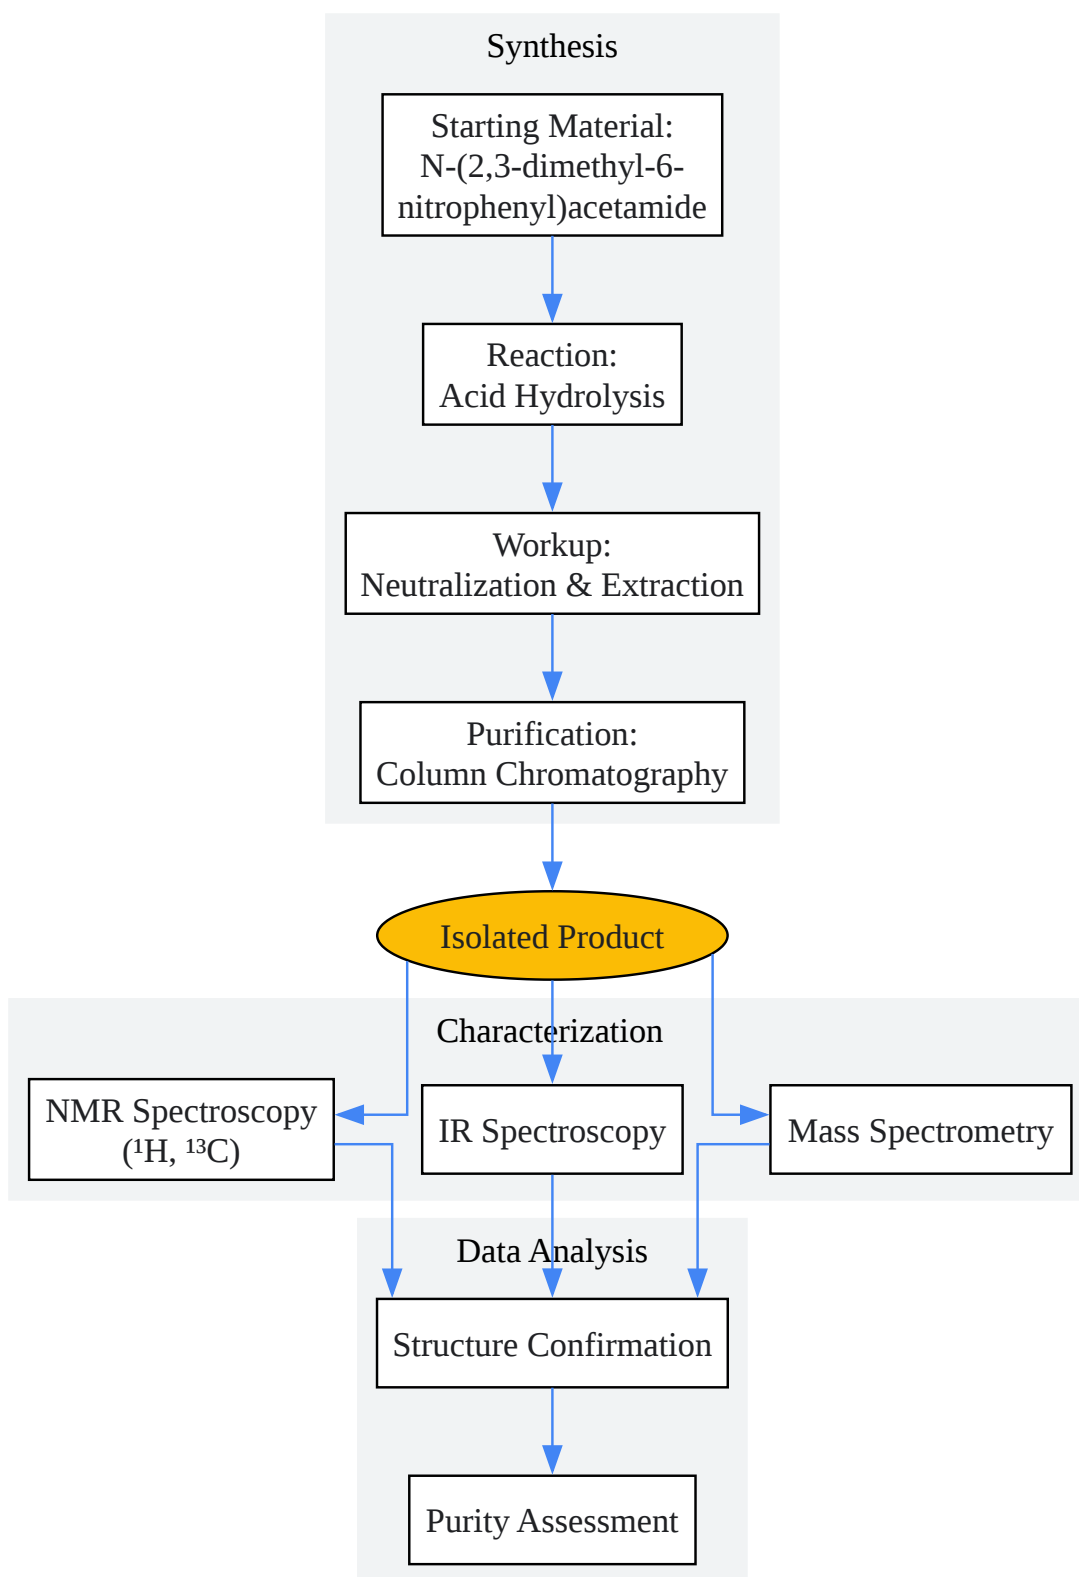 Synthesis
Starting Material:
N-(2,3-dimethyl-6-
nitrophenyl)acetamide
Reaction:
Acid Hydrolysis
Workup:
Neutralization & Extraction
Purification:
Column Chromatography
Isolated Product
Characterization
NMR Spectroscopy
(¹H, ¹³C)
IR Spectroscopy
Mass Spectrometry
Data Analysis
Structure Confirmation
Purity Assessment